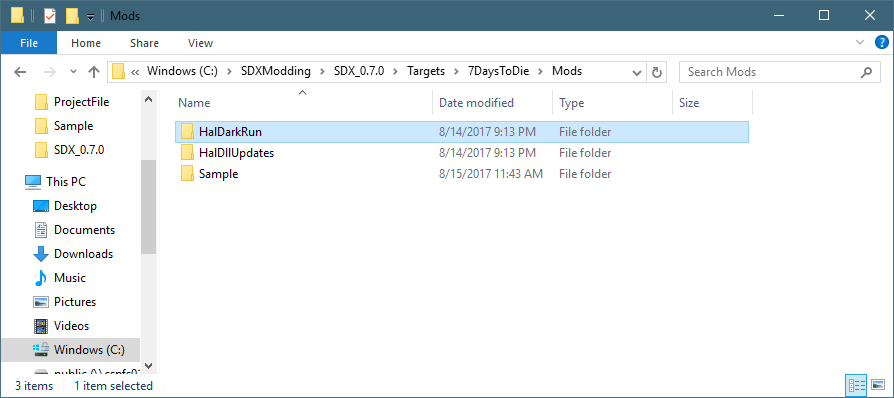 Mods
File Home Share View
« Windows (C:) > SDXModding > SDX_0.7.0 > Targets > 7DaysToDie > Mods
Search Mods
ProjectFile
Sample
SDX_0.7.0
This PC
Desktop
Documents
Downloads
Music
Pictures
Videos
Windows (C:)
Name Date modified Type Size
HalDarkRun 8/14/2017 9:13 PM File folder
HalDllUpdates 8/14/2017 9:13 PM File folder
Sample 8/15/2017 11:43 AM File folder
3 items 1 item selected